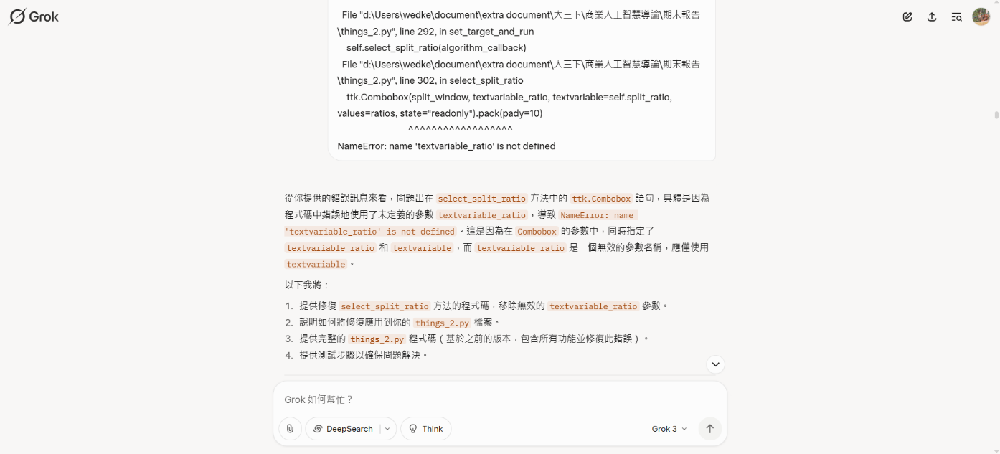 Grok
File "d:\Users\wedke\document\extra document\大三下\商業人工智慧導論\期末報告
\things_2.py", line 292, in set_target_and_run
self.select_split_ratio(algorithm_callback)
File "d:\Users\wedke\document\extra document\大三下\商業人工智慧導論\期末報告
\things_2.py", line 302, in select_split_ratio
ttk.Combobox(split_window, textvariable_ratio, textvariable=self.split_ratio,
values=ratios, state="readonly").pack(pady=10)
^^^^^^^^^^^^^^^^^^
NameError: name 'textvariable_ratio' is not defined
從你提供的錯誤訊息來看，問題出在 select_split_ratio 方法中的 ttk.Combobox 語句，具體是因為
程式碼中錯誤地使用了未定義的參數 textvariable_ratio，導致 NameError: name
'textvariable_ratio' is not defined。這是因為在 Combobox 的參數中，同時指定了
textvariable_ratio 和 textvariable，而 textvariable_ratio 是一個無效的參數名稱，應僅使用
textvariable。
以下我將：
1. 提供修復 select_split_ratio 方法的程式碼，移除無效的 textvariable_ratio 參數。
2. 說明如何將修復應用到你的 things_2.py 檔案。
3. 提供完整的 things_2.py 程式碼（基於之前的版本，包含所有功能並修復此錯誤）。
4. 提供測試步驟以確保問題解決。
Grok 如何幫忙？
DeepSearch
Think
Grok 3